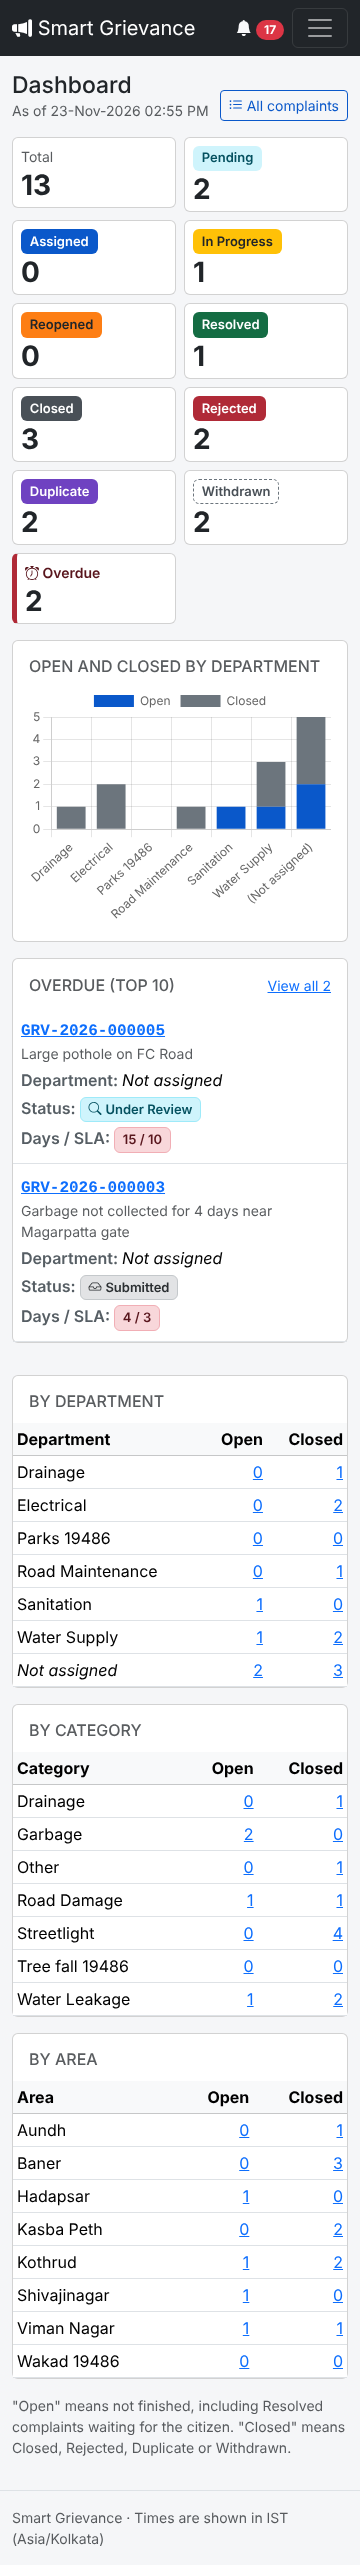 Smart Grievance 17
Dashboard
As of 23-Nov-2026 02:55 PM All complaints
Total Pending
13 2
Assigned In Progress
0 1
Reopened Resolved
0 1
Closed Rejected
3 2
Duplicate Withdrawn
2 2
Overdue
2
OPEN AND CLOSED BY DEPARTMENT
Open Closed
5
4
3
2
1
0
Drainage Electrical Parks 19486 Road Maintenance Sanitation Water Supply (Not assigned)
OVERDUE (TOP 10) View all 2
GRV-2026-000005
Large pothole on FC Road
Department: Not assigned
Status: Under Review
Days / SLA: 15 / 10
GRV-2026-000003
Garbage not collected for 4 days near
Magarpatta gate
Department: Not assigned
Status: Submitted
Days / SLA: 4 / 3
BY DEPARTMENT
Department Open Closed
Drainage 0 1
Electrical 0 2
Parks 19486 0 0
Road Maintenance 0 1
Sanitation 1 0
Water Supply 1 2
Not assigned 2 3
BY CATEGORY
Category Open Closed
Drainage 0 1
Garbage 2 0
Other 0 1
Road Damage 1 1
Streetlight 0 4
Tree fall 19486 0 0
Water Leakage 1 2
BY AREA
Area Open Closed
Aundh 0 1
Baner 0 3
Hadapsar 1 0
Kasba Peth 0 2
Kothrud 1 2
Shivajinagar 1 0
Viman Nagar 1 1
Wakad 19486 0 0
"Open" means not finished, including Resolved
complaints waiting for the citizen. "Closed" means
Closed, Rejected, Duplicate or Withdrawn.
Smart Grievance · Times are shown in IST
(Asia/Kolkata)